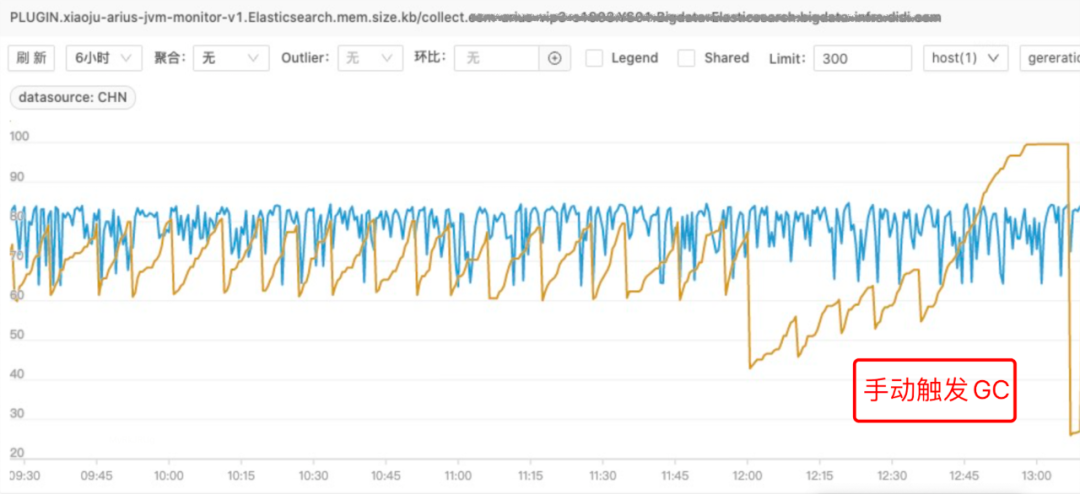 PLUGIN.xiaoju-arius-jvm-monitor-v1.Elasticsearch.mem.size.kb/collect.
刷 新 6小时 聚合: 无 Outlier: 无 环比: 无 Legend Shared Limit: 300 host(1) gereratic
datasource: CHN
100
90
80
70
60
50
40
30
20
手动触发GC
09:30 09:45 10:00 10:15 10:30 10:45 11:00 11:15 11:30 11:45 12:00 12:15 12:30 12:45 13:00